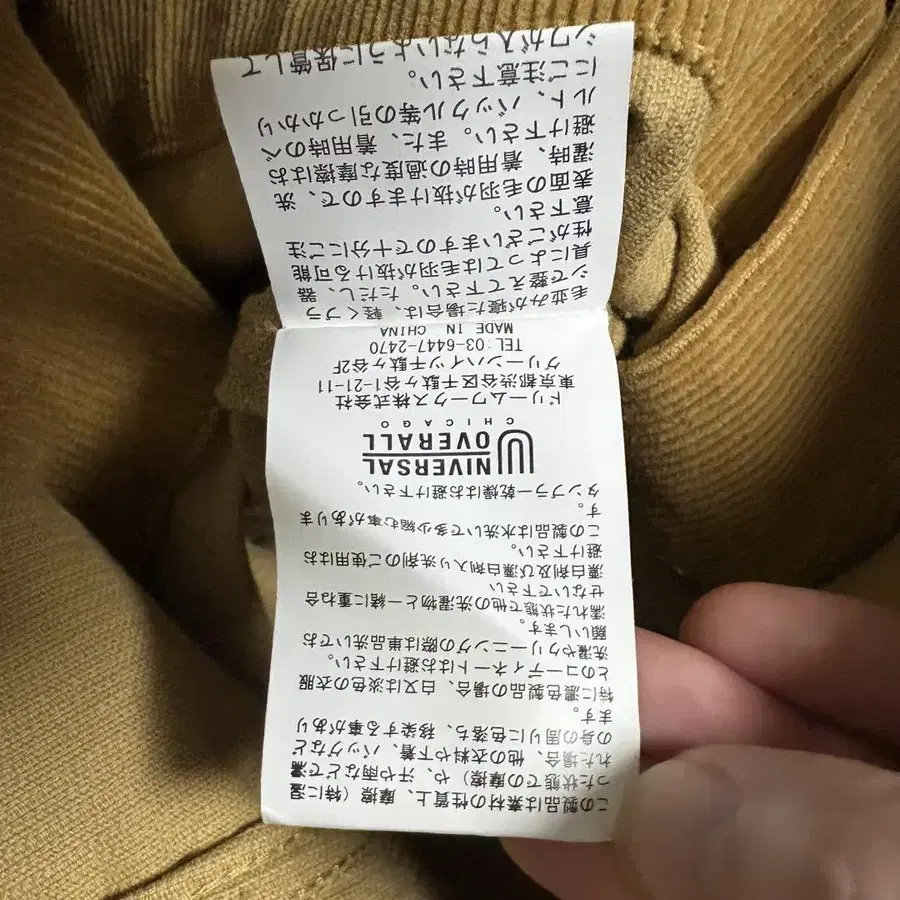 この製品は素材の性質上、摩擦(特に湿
った状態での摩擦)や、汗や雨などで濡
れた場合、他の衣料や下着、バッグなど
の身の周りに色落ち、移染する事があり
ます。
特に濃色製品の場合、白又は淡色の衣服
とのコーディネートはお避け下さい。
洗濯やクリーニングの際は単品洗いでお
願いします。
濡れた状態で他の洗濯物と一緒に重ね合
せないで下さい
漂白剤及び漂白剤入り洗剤のご使用はお
避け下さい。
この製品は水洗いで多少縮む事がありま
す。
タンブラー乾燥はお避け下さい。
UNIVERSAL
OVERALL
CHICAGO
ドリームワークス株式会社
東京都渋谷区千駄ヶ谷1-21-11
グリーンハイツ千駄ヶ谷2F
TEL:03-6447-2470
MADE IN CHINA
毛並みが寝た場合は、軽くブラ
シで整えて下さい。ただし、器
具によっては毛羽が抜ける可能
性がございますので十分にご注
意下さい。
表面の毛羽が抜けますので、洗
濯時、着用時の過度な摩擦はお
避け下さい。また、着用時のベ
ルト、バックル等の引っかかり
にご注意下さい。
シワが入らないように保管して